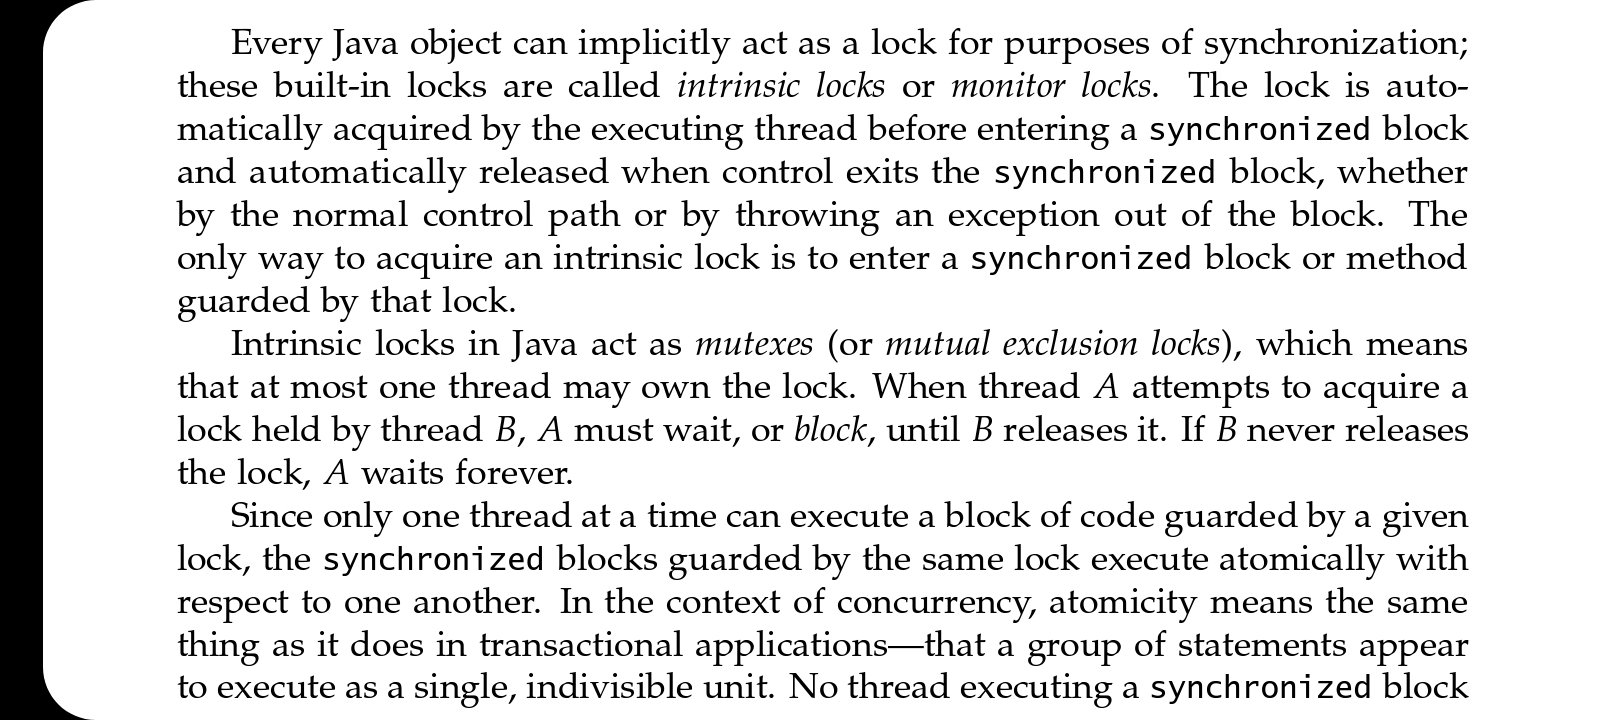 Every Java object can implicitly act as a lock for purposes of synchronization;
these built-in locks are called intrinsic locks or monitor locks. The lock is auto-
matically acquired by the executing thread before entering a synchronized block
and automatically released when control exits the synchronized block, whether
by the normal control path or by throwing an exception out of the block. The
only way to acquire an intrinsic lock is to enter a synchronized block or method
guarded by that lock.
Intrinsic locks in Java act as mutexes (or mutual exclusion locks), which means
that at most one thread may own the lock. When thread A attempts to acquire a
lock held by thread B, A must wait, or block, until B releases it. If B never releases
the lock, A waits forever.
Since only one thread at a time can execute a block of code guarded by a given
lock, the synchronized blocks guarded by the same lock execute atomically with
respect to one another. In the context of concurrency, atomicity means the same
thing as it does in transactional applications—that a group of statements appear
to execute as a single, indivisible unit. No thread executing a synchronized block